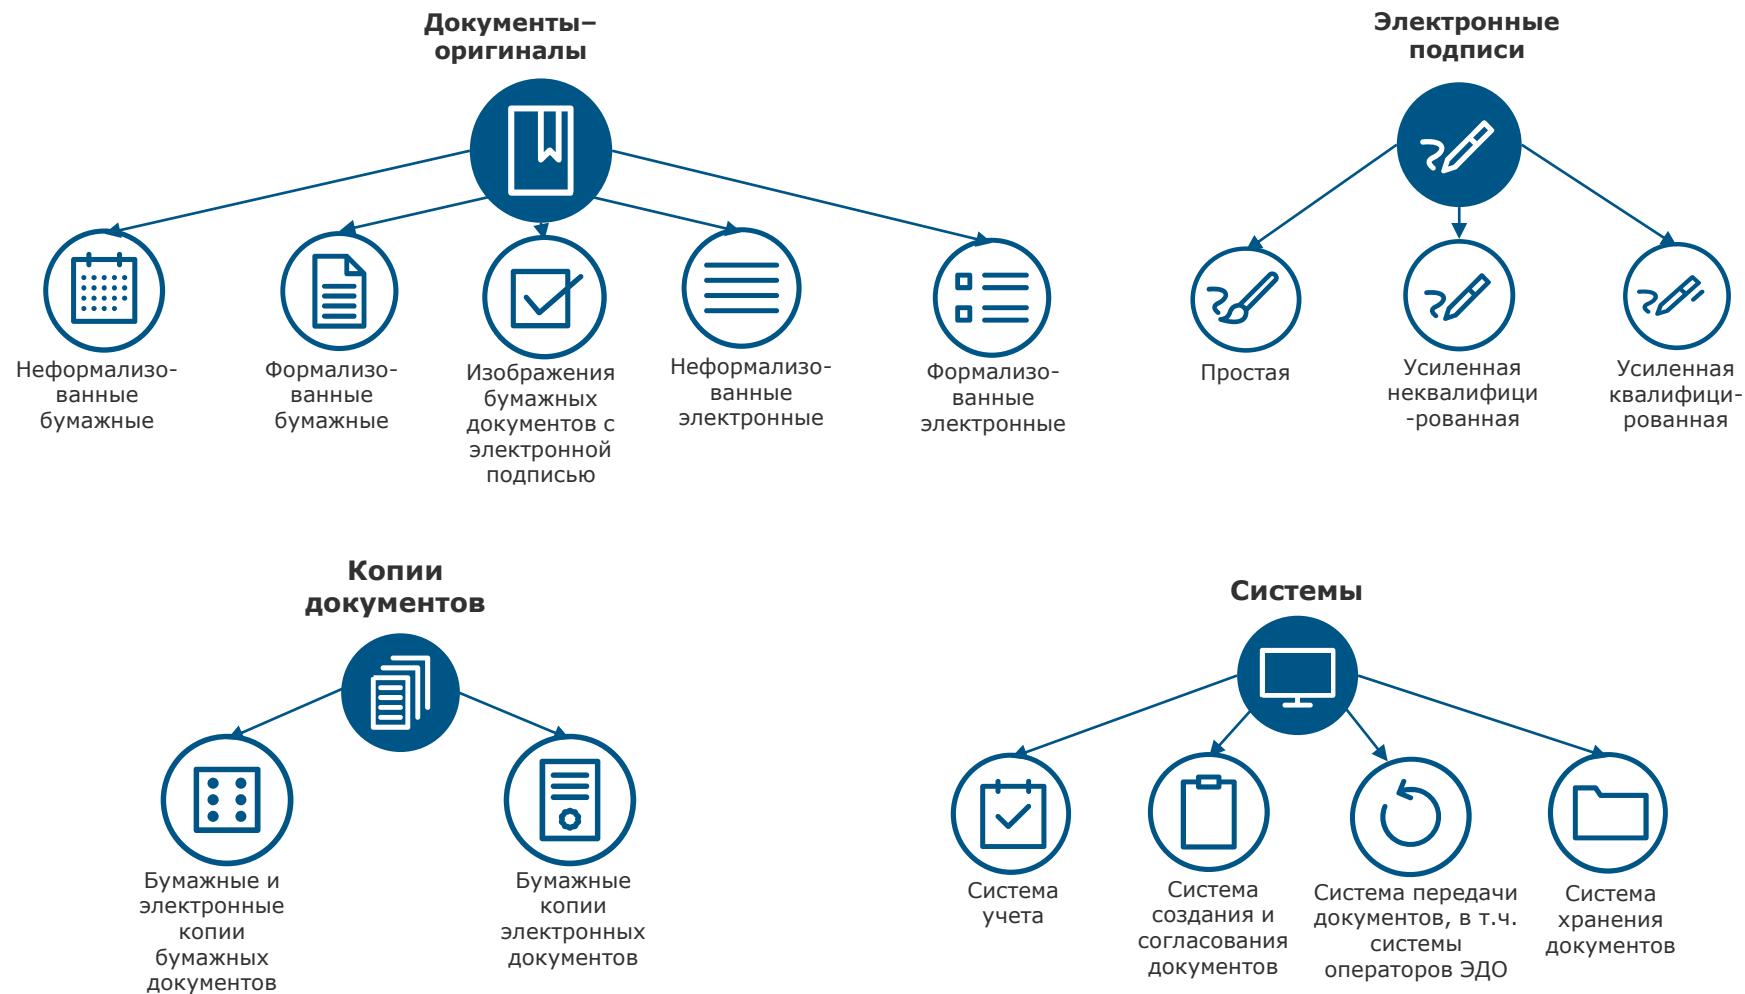 Документы–
оригиналы
Неформализо-
ванные
бумажные
Формализо-
ванные
бумажные
Изображения
бумажных
документов с
электронной
подписью
Неформализо-
ванные
электронные
Формализо-
ванные
электронные
Электронные
подписи
Простая
Усиленная
неквалифици
-рованная
Усиленная
квалифици-
рованная
Копии
документов
Бумажные и
электронные
копии
бумажных
документов
Бумажные
копии
электронных
документов
Системы
Система
учета
Система
создания и
согласования
документов
Система передачи
документов, в т.ч.
системы
операторов ЭДО
Система
хранения
документов